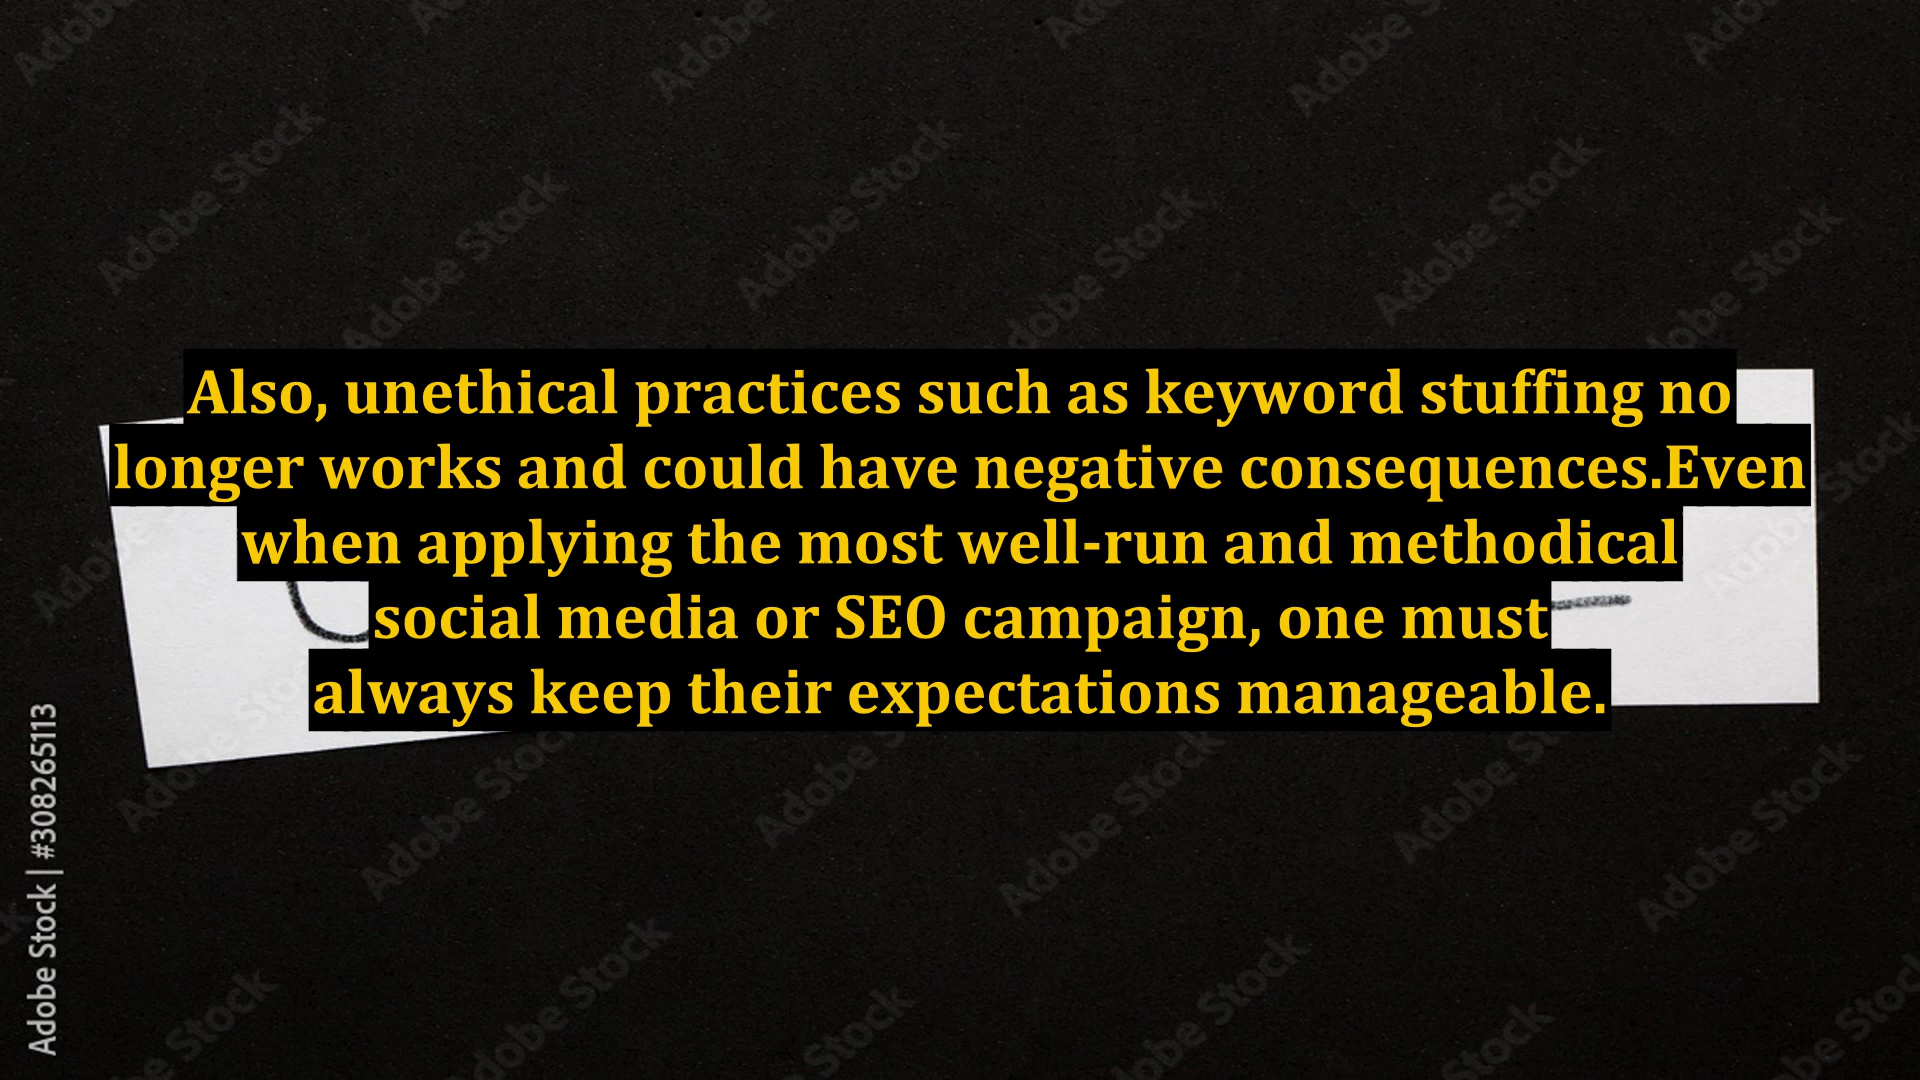 Also, unethical practices such as keyword stuffing no
longer works and could have negative consequences.Even
when applying the most well-run and methodical
social media or SEO campaign, one must
always keep their expectations manageable.
Adobe Stock | #308265113